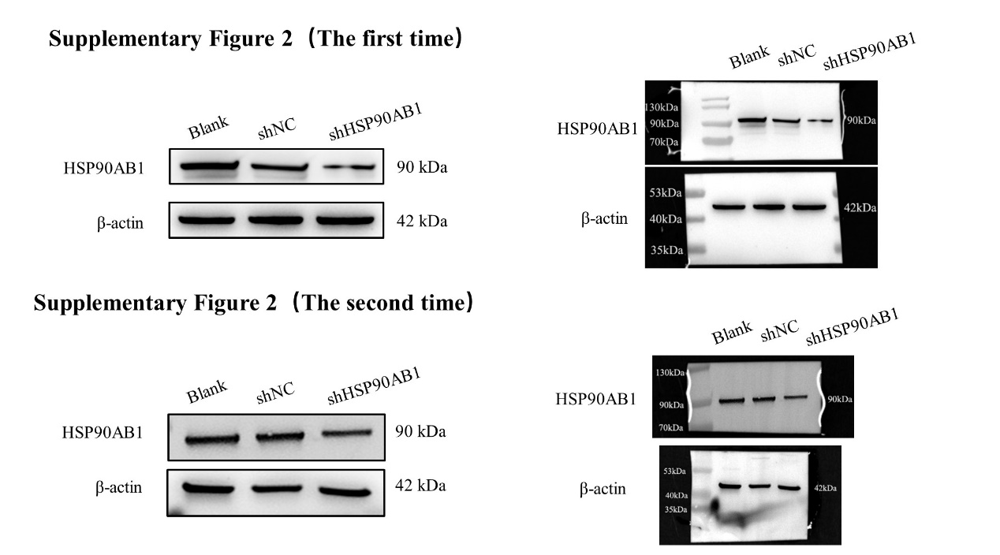 Supplementary Figure 2（The first time）
Blank shNC shHSP90AB1
HSP90AB1 90 kDa
β-actin 42 kDa
Blank shNC shHSP90AB1
HSP90AB1
130kDa
90kDa
70kDa
90kDa
β-actin
53kDa
40kDa
35kDa
42kDa
Supplementary Figure 2（The second time）
Blank shNC shHSP90AB1
HSP90AB1 90 kDa
β-actin 42 kDa
Blank shNC shHSP90AB1
HSP90AB1
130kDa
90kDa
70kDa
90kDa
β-actin
53kDa
40kDa
35kDa
42kDa